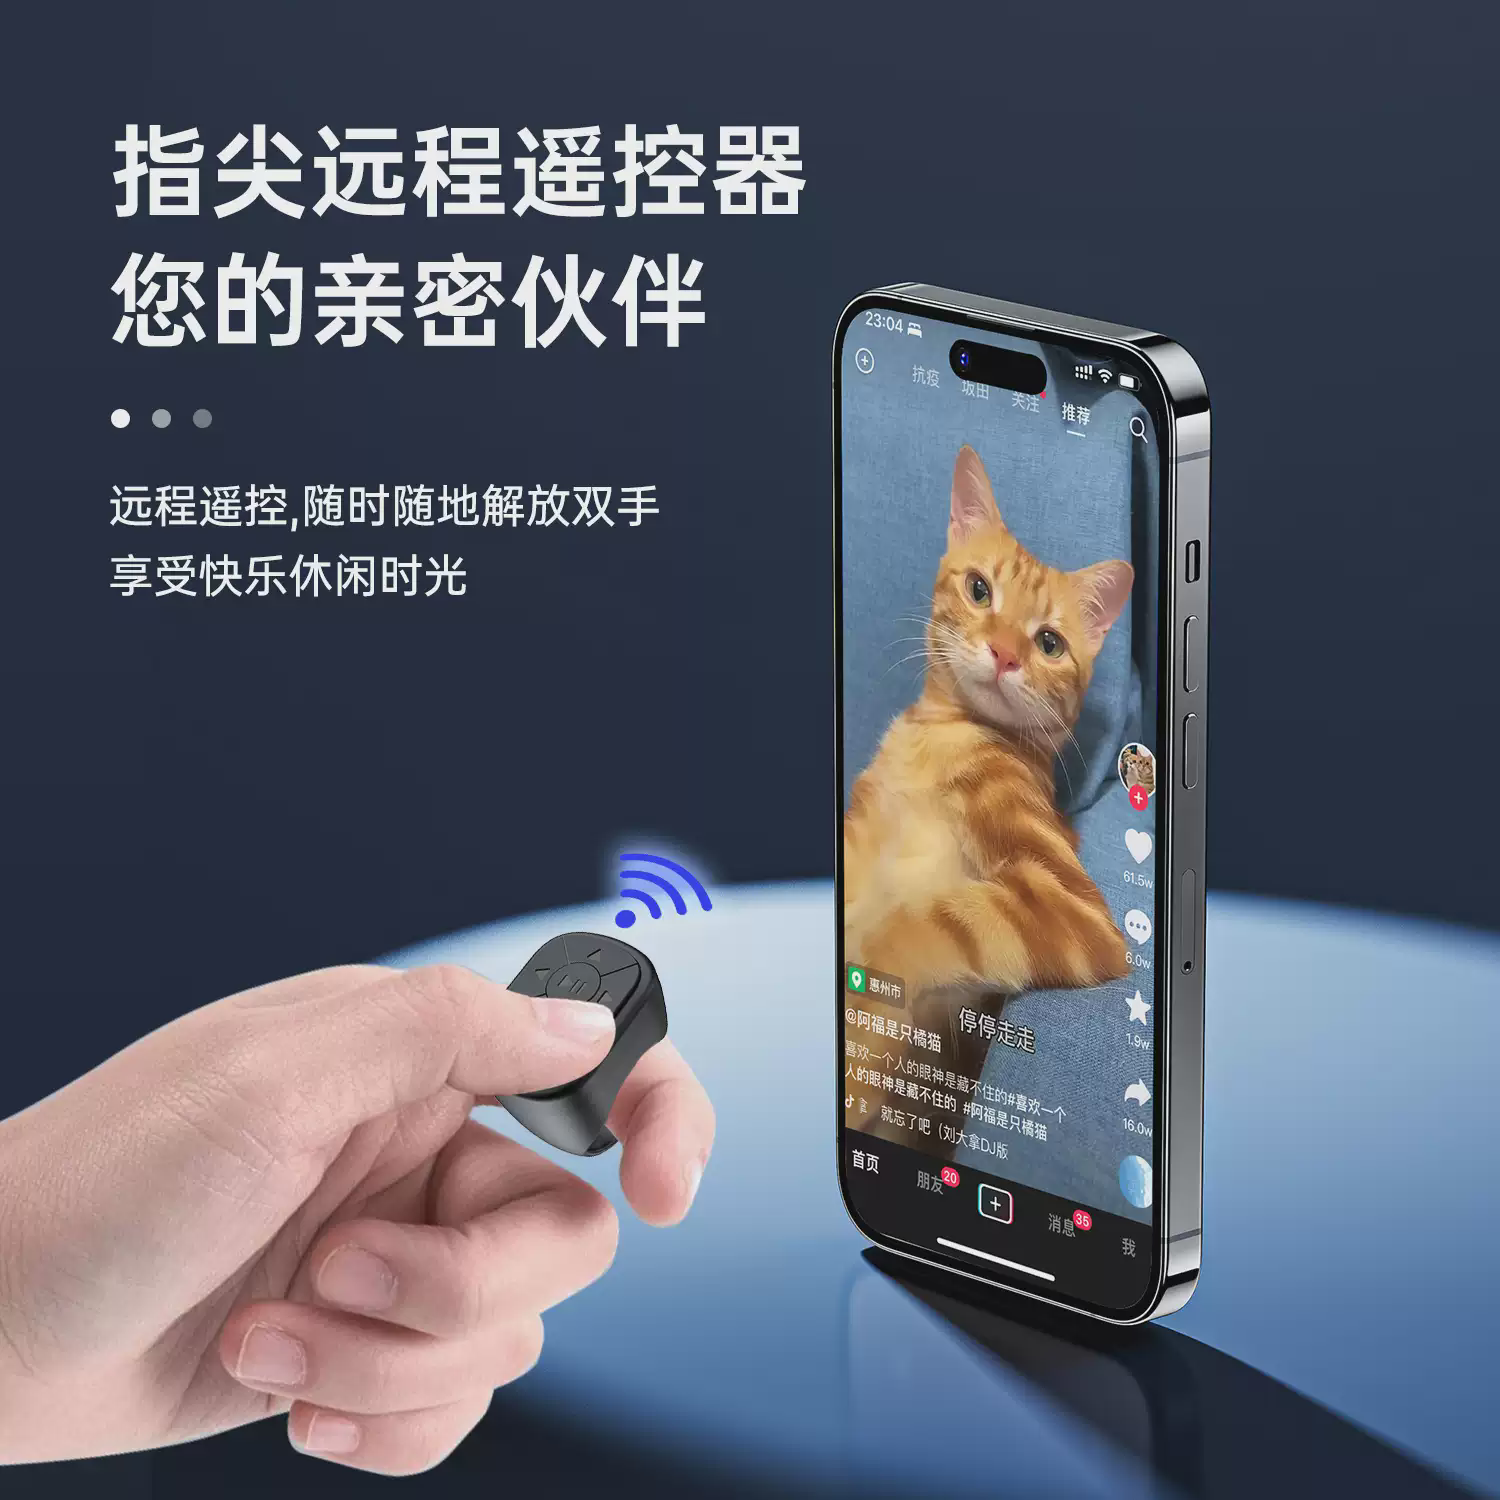 指尖远程遥控器
您的亲密伙伴
远程遥控,随时随地解放双手
享受快乐休闲时光
23:04
抗疫 坂田 关注 推荐
61.5w
6.0w
1.9w
16.0w
惠州市
@阿福是只橘猫
停停走走
喜欢一个人的眼神是藏不住的#喜欢一个
人的眼神是藏不住的 #阿福是只橘猫
就忘了吧（刘大拿DJ版
首页 朋友 20 消息 35 我